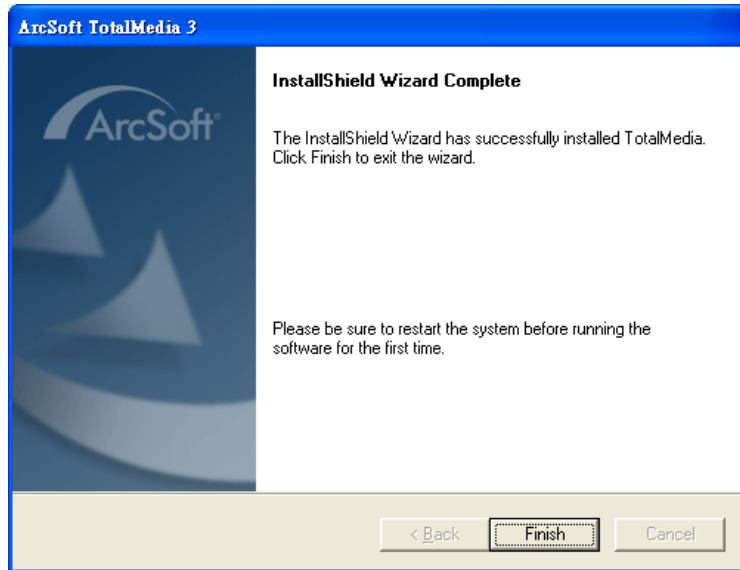 ArcSoft TotalMedia 3
ArcSoft
InstallShield Wizard Complete
The InstallShield Wizard has successfully installed TotalMedia.
Click Finish to exit the wizard.
Please be sure to restart the system before running the
software for the first time.
< Back
Finish
Cancel